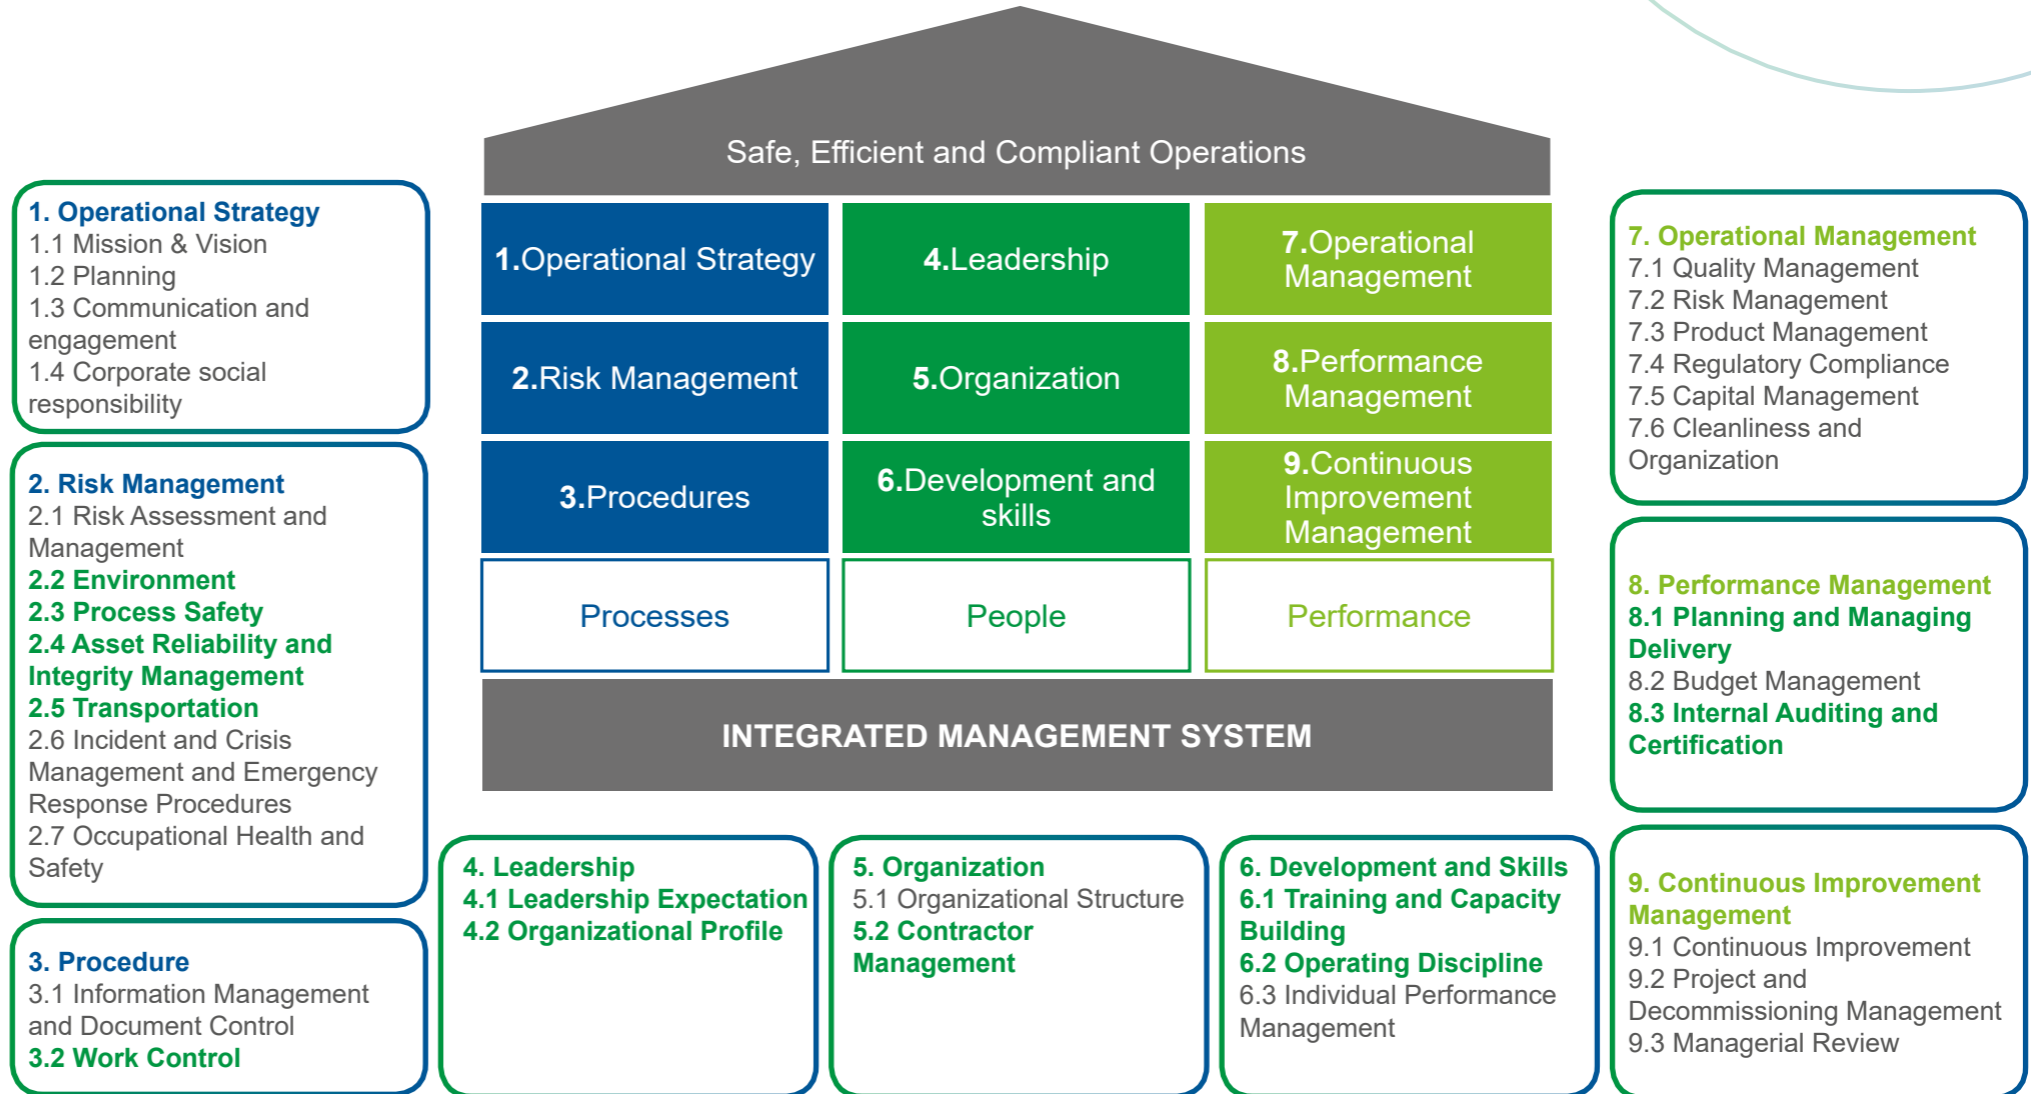 Safe, Efficient and Compliant Operations
1.Operational Strategy
4.Leadership
7.Operational
Management
2.Risk Management
5.Organization
8.Performance
Management
3.Procedures
6.Development and
skills
9.Continuous
Improvement
Management
Processes
People
Performance
INTEGRATED MANAGEMENT SYSTEM
1. Operational Strategy
1.1 Mission & Vision
1.2 Planning
1.3 Communication and
engagement
1.4 Corporate social
responsibility
2. Risk Management
2.1 Risk Assessment and
Management
2.2 Environment
2.3 Process Safety
2.4 Asset Reliability and
Integrity Management
2.5 Transportation
2.6 Incident and Crisis
Management and Emergency
Response Procedures
2.7 Occupational Health and
Safety
3. Procedure
3.1 Information Management
and Document Control
3.2 Work Control
4. Leadership
4.1 Leadership Expectation
4.2 Organizational Profile
5. Organization
5.1 Organizational Structure
5.2 Contractor
Management
6. Development and Skills
6.1 Training and Capacity
Building
6.2 Operating Discipline
6.3 Individual Performance
Management
7. Operational Management
7.1 Quality Management
7.2 Risk Management
7.3 Product Management
7.4 Regulatory Compliance
7.5 Capital Management
7.6 Cleanliness and
Organization
8. Performance Management
8.1 Planning and Managing
Delivery
8.2 Budget Management
8.3 Internal Auditing and
Certification
9. Continuous Improvement
Management
9.1 Continuous Improvement
9.2 Project and
Decommissioning Management
9.3 Managerial Review